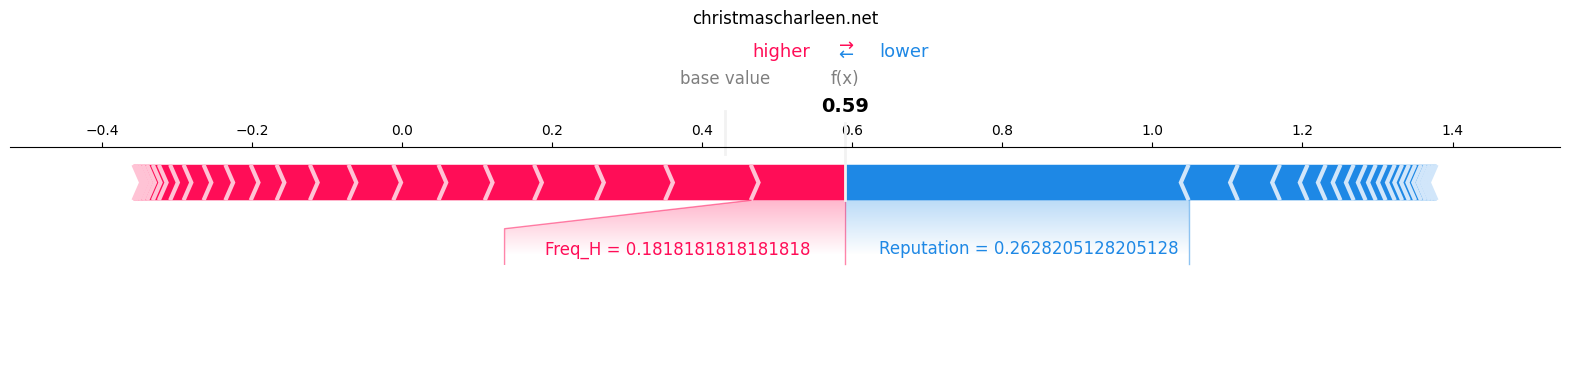 christmascharleen.net
higher → ← lower
base value f(x)
0.59
−0.4 −0.2 0.0 0.2 0.4 0.6 0.8 1.0 1.2 1.4
Freq_H = 0.1818181818181818 Reputation = 0.2628205128205128